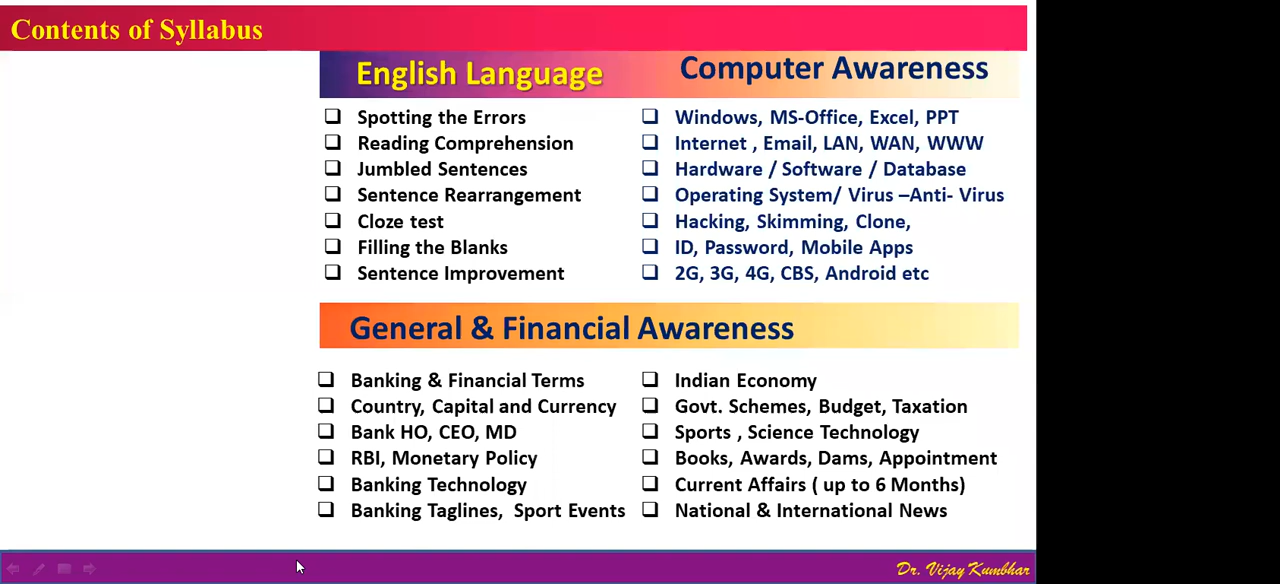 Contents of Syllabus
English Language
Spotting the Errors
Reading Comprehension
Jumbled Sentences
Sentence Rearrangement
Cloze test
Filling the Blanks
Sentence Improvement
Computer Awareness
Windows, MS-Office, Excel, PPT
Internet , Email, LAN, WAN, WWW
Hardware / Software / Database
Operating System/ Virus –Anti- Virus
Hacking, Skimming, Clone,
ID, Password, Mobile Apps
2G, 3G, 4G, CBS, Android etc
General & Financial Awareness
Banking & Financial Terms
Country, Capital and Currency
Bank HO, CEO, MD
RBI, Monetary Policy
Banking Technology
Banking Taglines, Sport Events
Indian Economy
Govt. Schemes, Budget, Taxation
Sports , Science Technology
Books, Awards, Dams, Appointment
Current Affairs ( up to 6 Months)
National & International News
Dr. Vijay Kumbhar